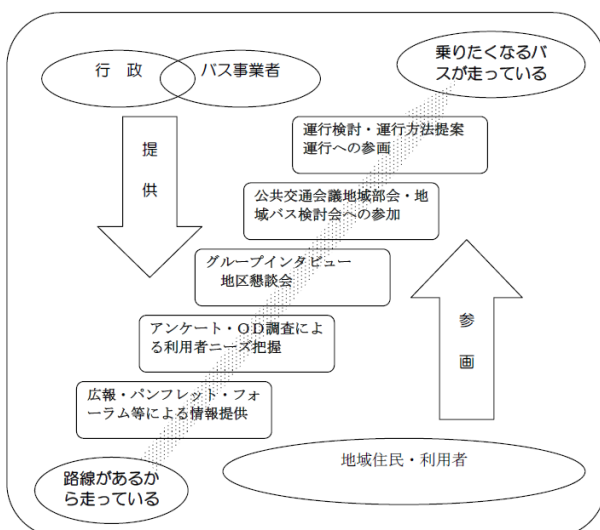 行　政
バス事業者
乗りたくなるバ
スが走っている
提
供
運行検討・運行方法提案
運行への参画
公共交通会議地域部会・地
域バス検討会への参加
グループインタビュー
地区懇談会
アンケート・ＯＤ調査によ
る利用者ニーズ把握
参
画
広報・パンフレット・フォ
ーラム等による情報提供
路線があるか
ら走っている
地域住民・利用者